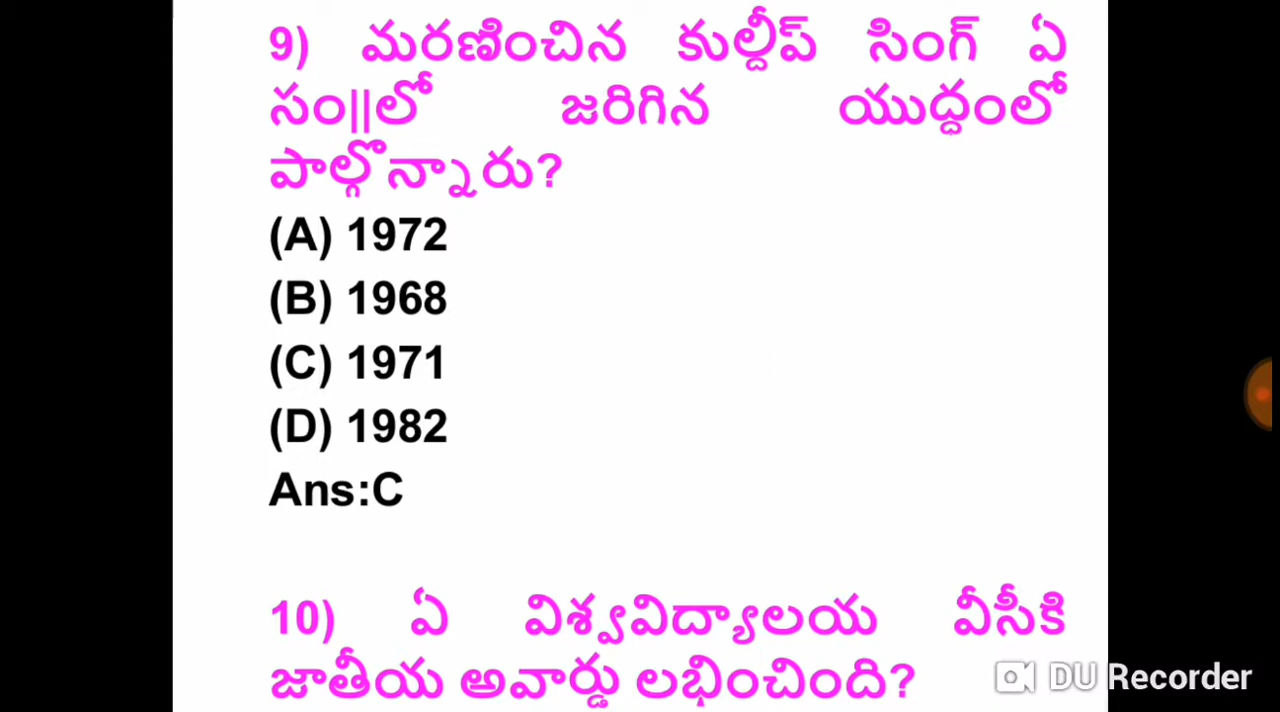 9) మరణించిన కుల్దీప్ సింగ్ ఏ
సం||లో జరిగిన యుద్దంలో
పాల్గొన్నారు?
(A) 1972
(B) 1968
(C) 1971
(D) 1982
Ans:C
10) ఏ విశ్వవిద్యాలయ వీసీకి
జాతీయ అవార్డు లభించింది?
DU Recorder